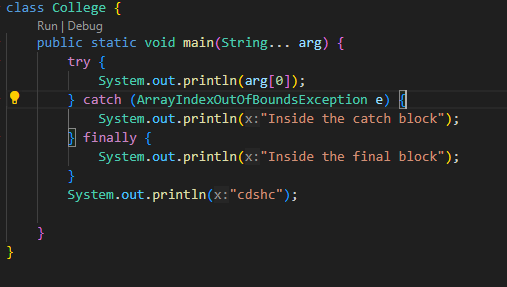 class College {
Run | Debug
public static void main(String... arg) {
try {
System.out.println(arg[0]);
} catch (ArrayIndexOutOfBoundsException e) {
System.out.println(x:"Inside the catch block");
} finally {
System.out.println(x:"Inside the final block");
}
System.out.println(x:"cdshc");
}
}